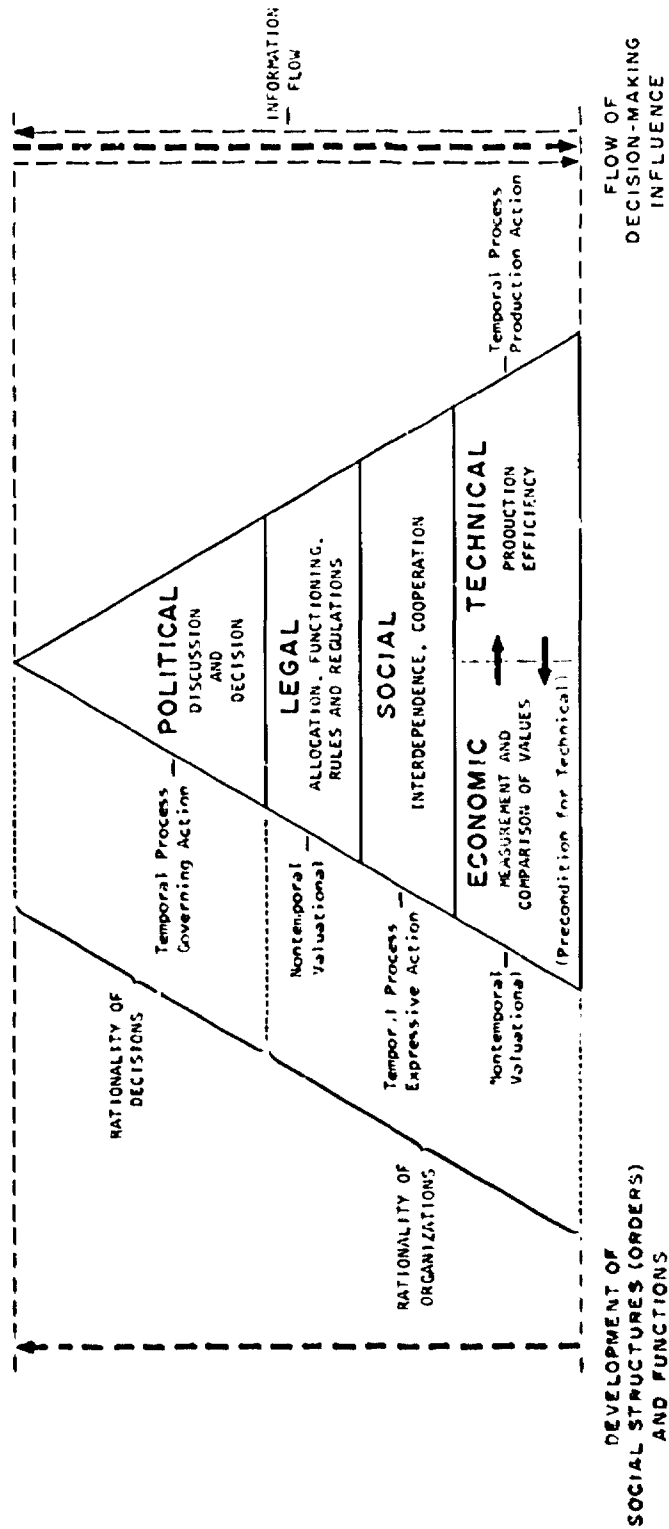 INFORMATION
FLOW
RATIONALITY OF
DECISIONS
Temporal Process
Governing Action
POLITICAL
DISCUSSION
AND
DECISION
Nontemporal
Valuational
LEGAL
ALLOCATION, FUNCTIONING,
RULES AND REGULATIONS
RATIONALITY OF
ORGANIZATIONS
Temporal Process
Expressive Action
SOCIAL
INTERDEPENDENCE, COOPERATION
Nontemporal
Valuational
ECONOMIC
MEASUREMENT AND
COMPARISON OF VALUES
(Precondition for Technical)
TECHNICAL
PRODUCTION
EFFICIENCY
Temporal Process
Production Action
DEVELOPMENT OF
SOCIAL STRUCTURES (ORDERS)
AND FUNCTIONS
FLOW OF
DECISION-MAKING
INFLUENCE